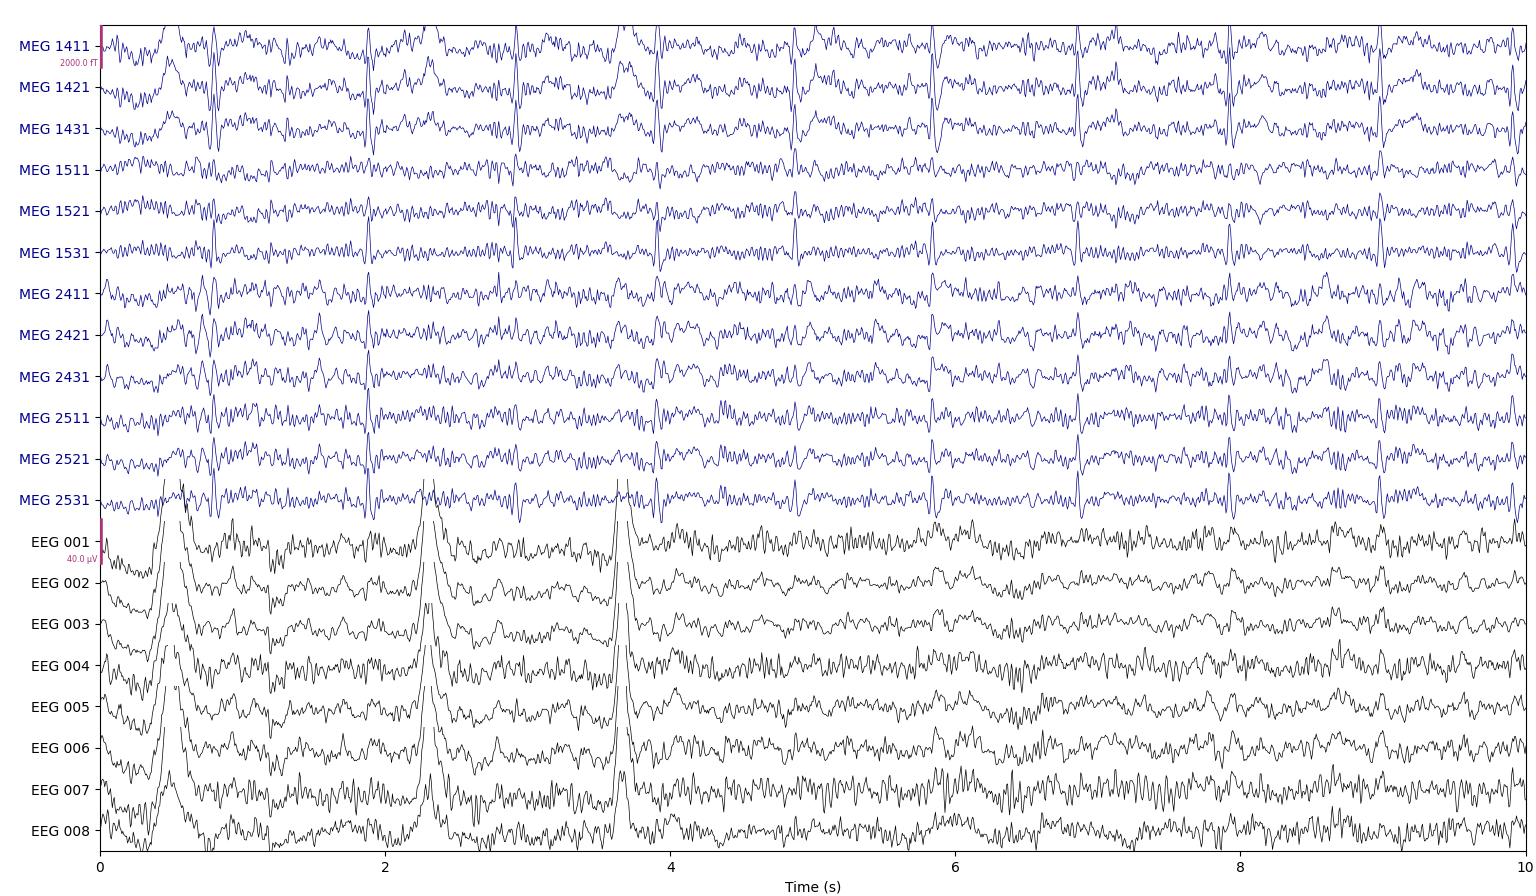 MEG 1411
2000.0 fT
MEG 1421
MEG 1431
MEG 1511
MEG 1521
MEG 1531
MEG 2411
MEG 2421
MEG 2431
MEG 2511
MEG 2521
MEG 2531
EEG 001
40.0 µV
EEG 002
EEG 003
EEG 004
EEG 005
EEG 006
EEG 007
EEG 008
0 2 4 6 8 10
Time (s)